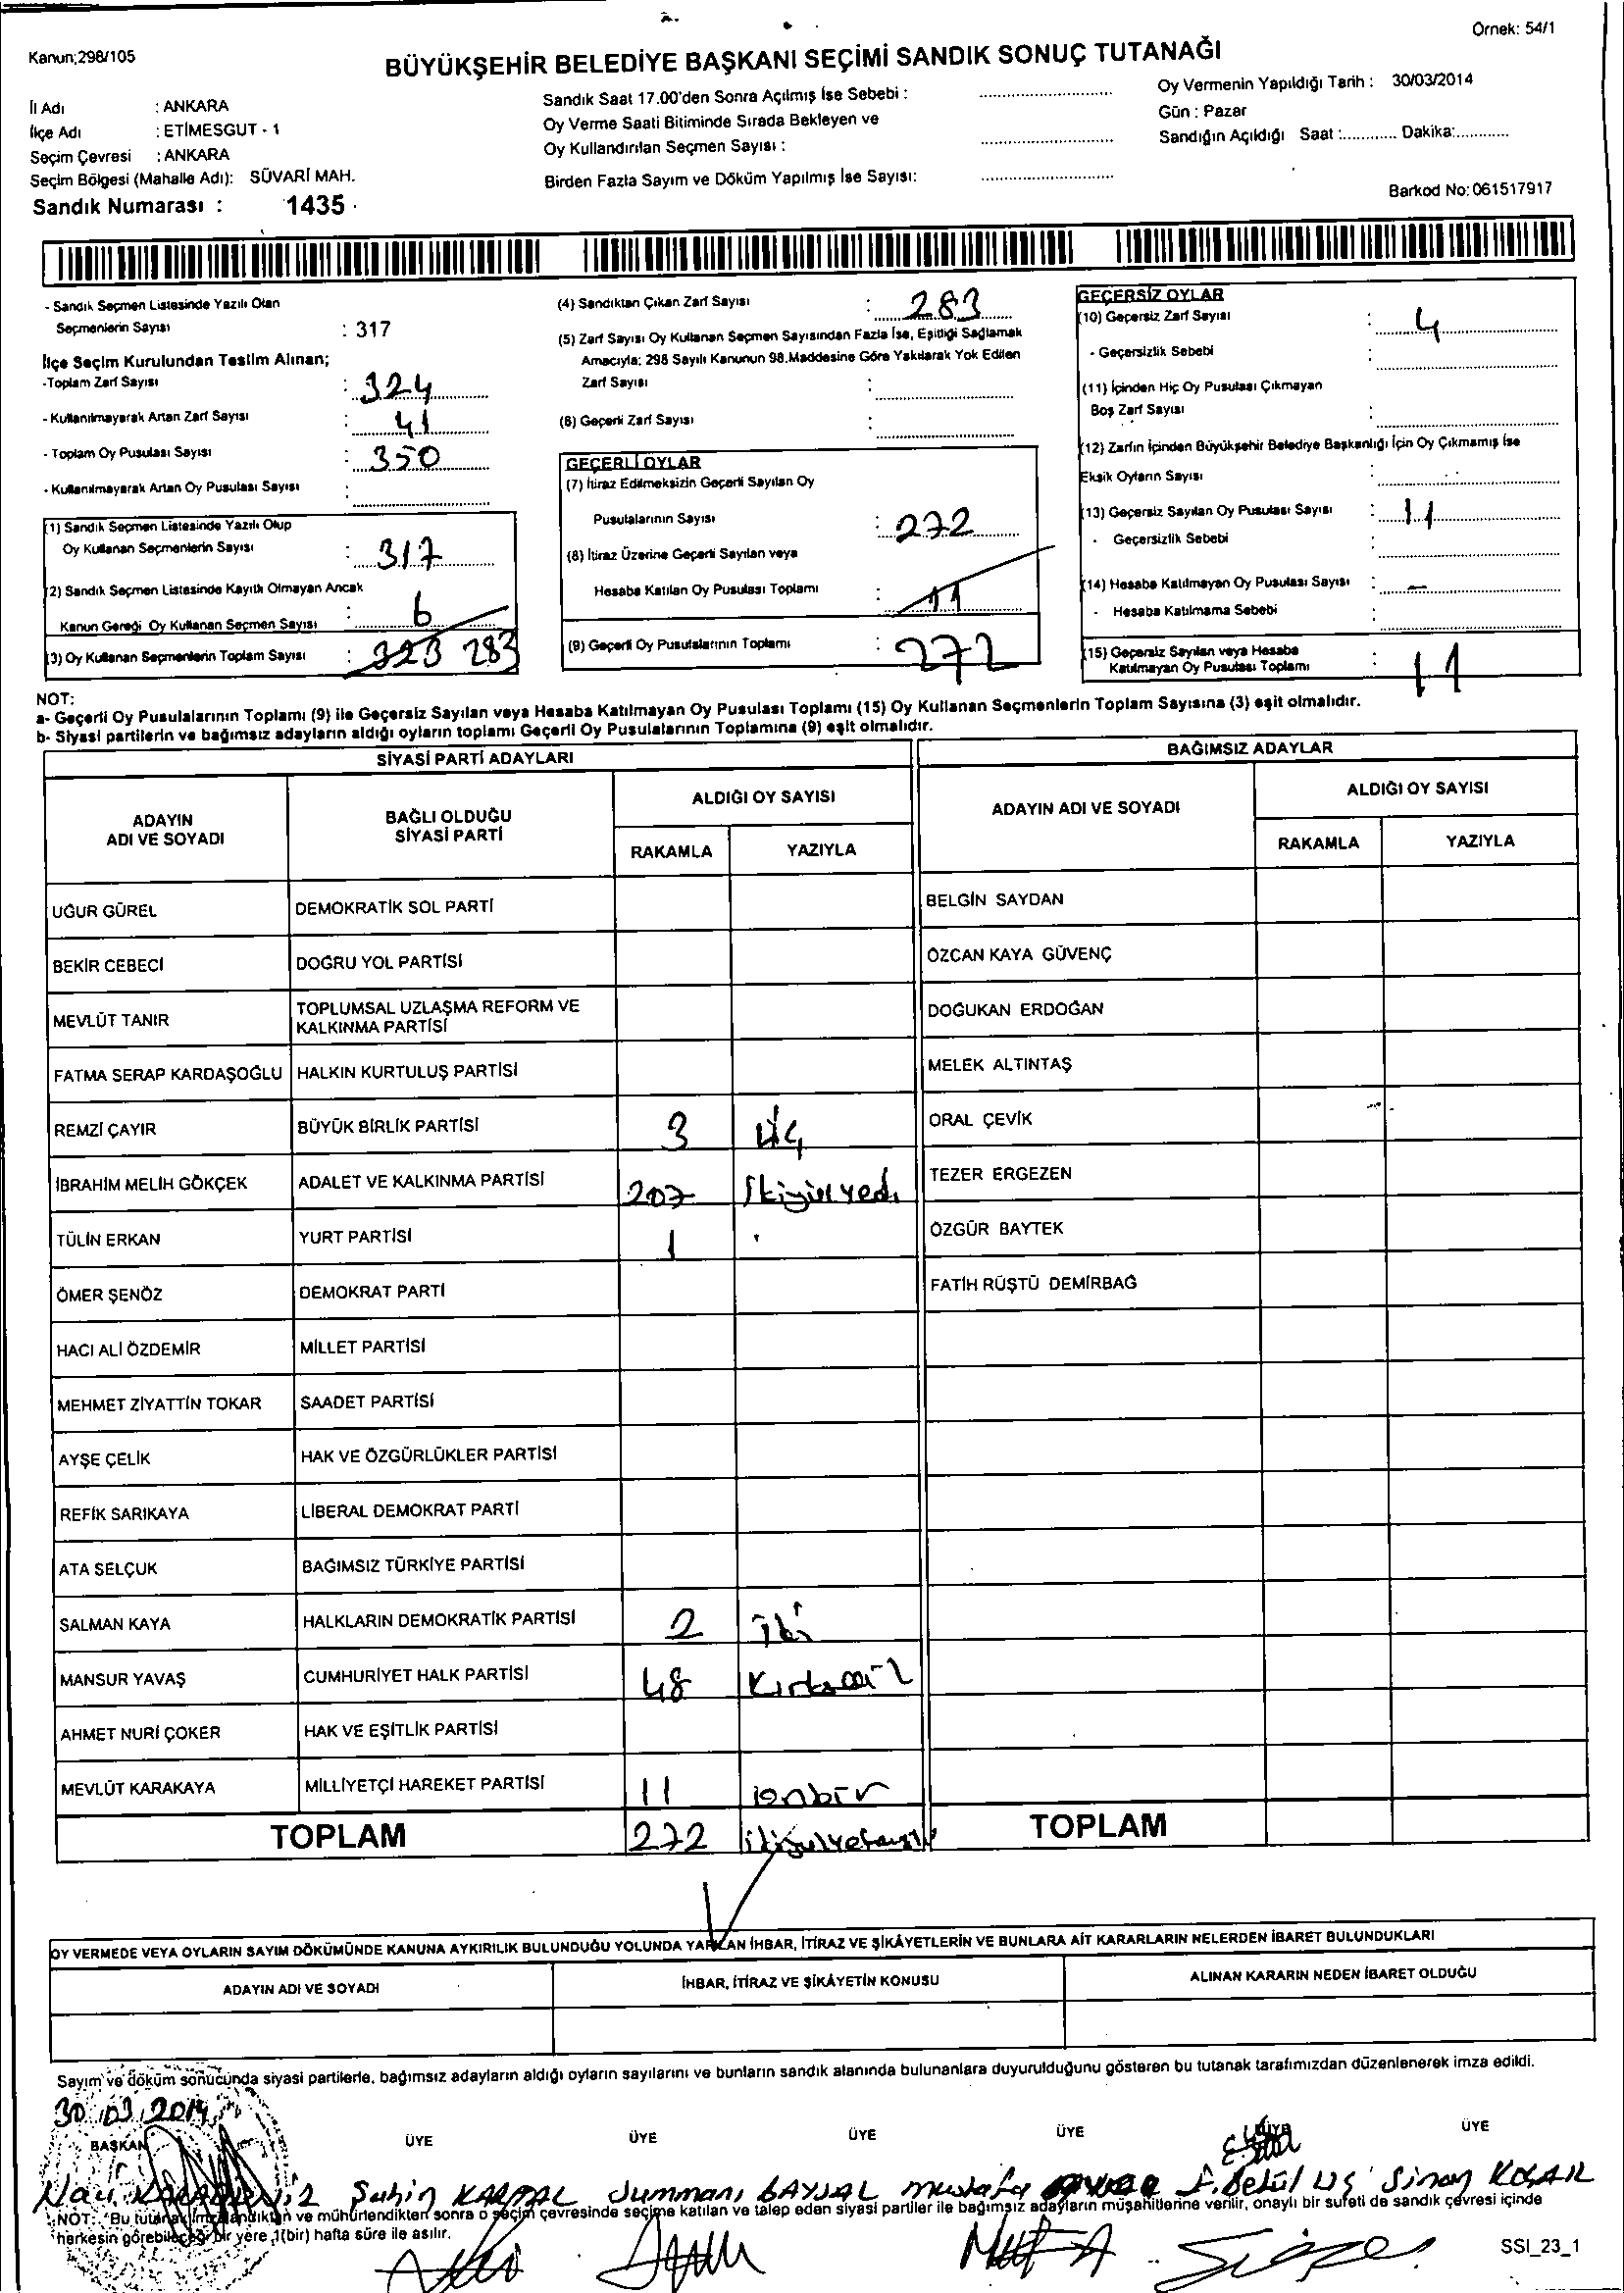 Örnek: 54/1
Kanun;298/105
BÜYÜKŞEHİR BELEDİYE BAŞKANI SEÇİMİ SANDIK SONUÇ TUTANAĞI
İl Adı : ANKARA
İlçe Adı : ETİMESGUT - 1
Seçim Çevresi : ANKARA
Seçim Bölgesi (Mahalle Adı): SÜVARİ MAH.
Sandık Numarası : 1435
Sandık Saat 17.00'den Sonra Açılmış İse Sebebi :
Oy Verme Saati Bitiminde Sırada Bekleyen ve
Oy Kullandırılan Seçmen Sayısı :
Birden Fazla Sayım ve Döküm Yapılmış İse Sayısı:
Oy Vermenin Yapıldığı Tarih : 30/03/2014
Gün : Pazar
Sandığın Açıldığı Saat :............ Dakika:...........
Barkod No: 061517917
- Sandık Seçmen Listesinde Yazılı Olan
Seçmenlerin Sayısı : 317
İlçe Seçim Kurulundan Teslim Alınan;
-Toplam Zarf Sayısı : 324
- Kullanılmayarak Artan Zarf Sayısı : 41
- Toplam Oy Pusulası Sayısı : 350
- Kullanılmayarak Artan Oy Pusulası Sayısı :
(1) Sandık Seçmen Listesinde Yazılı Olup
Oy Kullanan Seçmenlerin Sayısı : 317
(2) Sandık Seçmen Listesinde Kayıtlı Olmayan Ancak
Kanun Gereği Oy Kullanan Seçmen Sayısı : 6
(3) Oy Kullanan Seçmenlerin Toplam Sayısı : 323 283
(4) Sandıktan Çıkan Zarf Sayısı : 283
(5) Zarf Sayısı Oy Kullanan Seçmen Sayısından Fazla İse, Eşitliği Sağlamak
Amacıyla; 298 Sayılı Kanunun 98.Maddesine Göre Yakılarak Yok Edilen
Zarf Sayısı :
(6) Geçerli Zarf Sayısı :
GEÇERLİ OYLAR
(7) İtiraz Edilmeksizin Geçerli Sayılan Oy
Pusulalarının Sayısı : 272
(8) İtiraz Üzerine Geçerli Sayılan veya
Hesaba Katılan Oy Pusulası Toplamı : 11
(9) Geçerli Oy Pusulalarının Toplamı : 272
GEÇERSİZ OYLAR
(10) Geçersiz Zarf Sayısı : 4
- Geçersizlik Sebebi :
(11) İçinden Hiç Oy Pusulası Çıkmayan
Boş Zarf Sayısı :
(12) Zarfın İçinden Büyükşehir Belediye Başkanlığı İçin Oy Çıkmamış İse
Eksik Oyların Sayısı :
(13) Geçersiz Sayılan Oy Pusulası Sayısı : 11
- Geçersizlik Sebebi :
(14) Hesaba Katılmayan Oy Pusulası Sayısı : -
- Hesaba Katılmama Sebebi :
(15) Geçersiz Sayılan veya Hesaba
Katılmayan Oy Pusulası Toplamı : 11
NOT:
a- Geçerli Oy Pusulalarının Toplamı (9) ile Geçersiz Sayılan veya Hesaba Katılmayan Oy Pusulası Toplamı (15) Oy Kullanan Seçmenlerin Toplam Sayısına (3) eşit olmalıdır.
b- Siyasi partilerin ve bağımsız adayların aldığı oyların toplamı Geçerli Oy Pusulalarının Toplamına (9) eşit olmalıdır.
SİYASİ PARTİ ADAYLARI
ADAYIN ADI VE SOYADI BAĞLI OLDUĞU SİYASİ PARTİ ALDIĞI OY SAYISI
RAKAMLA YAZIYLA
UĞUR GÜREL DEMOKRATİK SOL PARTİ
BEKİR CEBECİ DOĞRU YOL PARTİSİ
MEVLÜT TANIR TOPLUMSAL UZLAŞMA REFORM VE KALKINMA PARTİSİ
FATMA SERAP KARDAŞOĞLU HALKIN KURTULUŞ PARTİSİ
REMZİ ÇAYIR BÜYÜK BİRLİK PARTİSİ 3 üç
İBRAHİM MELİH GÖKÇEK ADALET VE KALKINMA PARTİSİ 207 İkiyüzyedi
TÜLİN ERKAN YURT PARTİSİ 1
ÖMER ŞENÖZ DEMOKRAT PARTİ
HACI ALİ ÖZDEMİR MİLLET PARTİSİ
MEHMET ZİYATTİN TOKAR SAADET PARTİSİ
AYŞE ÇELİK HAK VE ÖZGÜRLÜKLER PARTİSİ
REFİK SARIKAYA LİBERAL DEMOKRAT PARTİ
ATA SELÇUK BAĞIMSIZ TÜRKİYE PARTİSİ
SALMAN KAYA HALKLARIN DEMOKRATİK PARTİSİ 2 iki
MANSUR YAVAŞ CUMHURİYET HALK PARTİSİ 48 Kırksekiz
AHMET NURİ ÇOKER HAK VE EŞİTLİK PARTİSİ
MEVLÜT KARAKAYA MİLLİYETÇİ HAREKET PARTİSİ 11 onbir
TOPLAM 272
BAĞIMSIZ ADAYLAR
ADAYIN ADI VE SOYADI ALDIĞI OY SAYISI
RAKAMLA YAZIYLA
BELGİN SAYDAN
ÖZCAN KAYA GÜVENÇ
DOĞUKAN ERDOĞAN
MELEK ALTINTAŞ
ORAL ÇEVİK
TEZER ERGEZEN
ÖZGÜR BAYTEK
FATİH RÜŞTÜ DEMİRBAĞ
TOPLAM
OY VERMEDE VEYA OYLARIN SAYIM DÖKÜMÜNDE KANUNA AYKIRILIK BULUNDUĞU YOLUNDA YAPILAN İHBAR, İTİRAZ VE ŞİKÂYETLERİN VE BUNLARA AİT KARARLARIN NELERDEN İBARET BULUNDUKLARI
ADAYIN ADI VE SOYADI İHBAR, İTİRAZ VE ŞİKÂYETİN KONUSU ALINAN KARARIN NEDEN İBARET OLDUĞU
Sayım ve döküm sonucunda siyasi partilerle, bağımsız adayların aldığı oyların sayılarını ve bunların sandık alanında bulunanlara duyurulduğunu gösteren bu tutanak tarafımızdan düzenlenerek imza edildi.
30.03.2014
BAŞKAN ÜYE ÜYE ÜYE ÜYE ÜYE ÜYE
Şahin KARTAL Jummanı BAYSAL Mustafa F. Betül üş Sinan KOÇAK
NOT: "Bu tutanak imzalandıktan ve mühürlendikten sonra o seçim çevresinde seçime katılan ve talep eden siyasi partiler ile bağımsız adayların müşahitlerine verilir, onaylı bir sureti de sandık çevresi içinde
herkesin görebileceği bir yere 1(bir) hafta süre ile asılır.
SSI_23_1